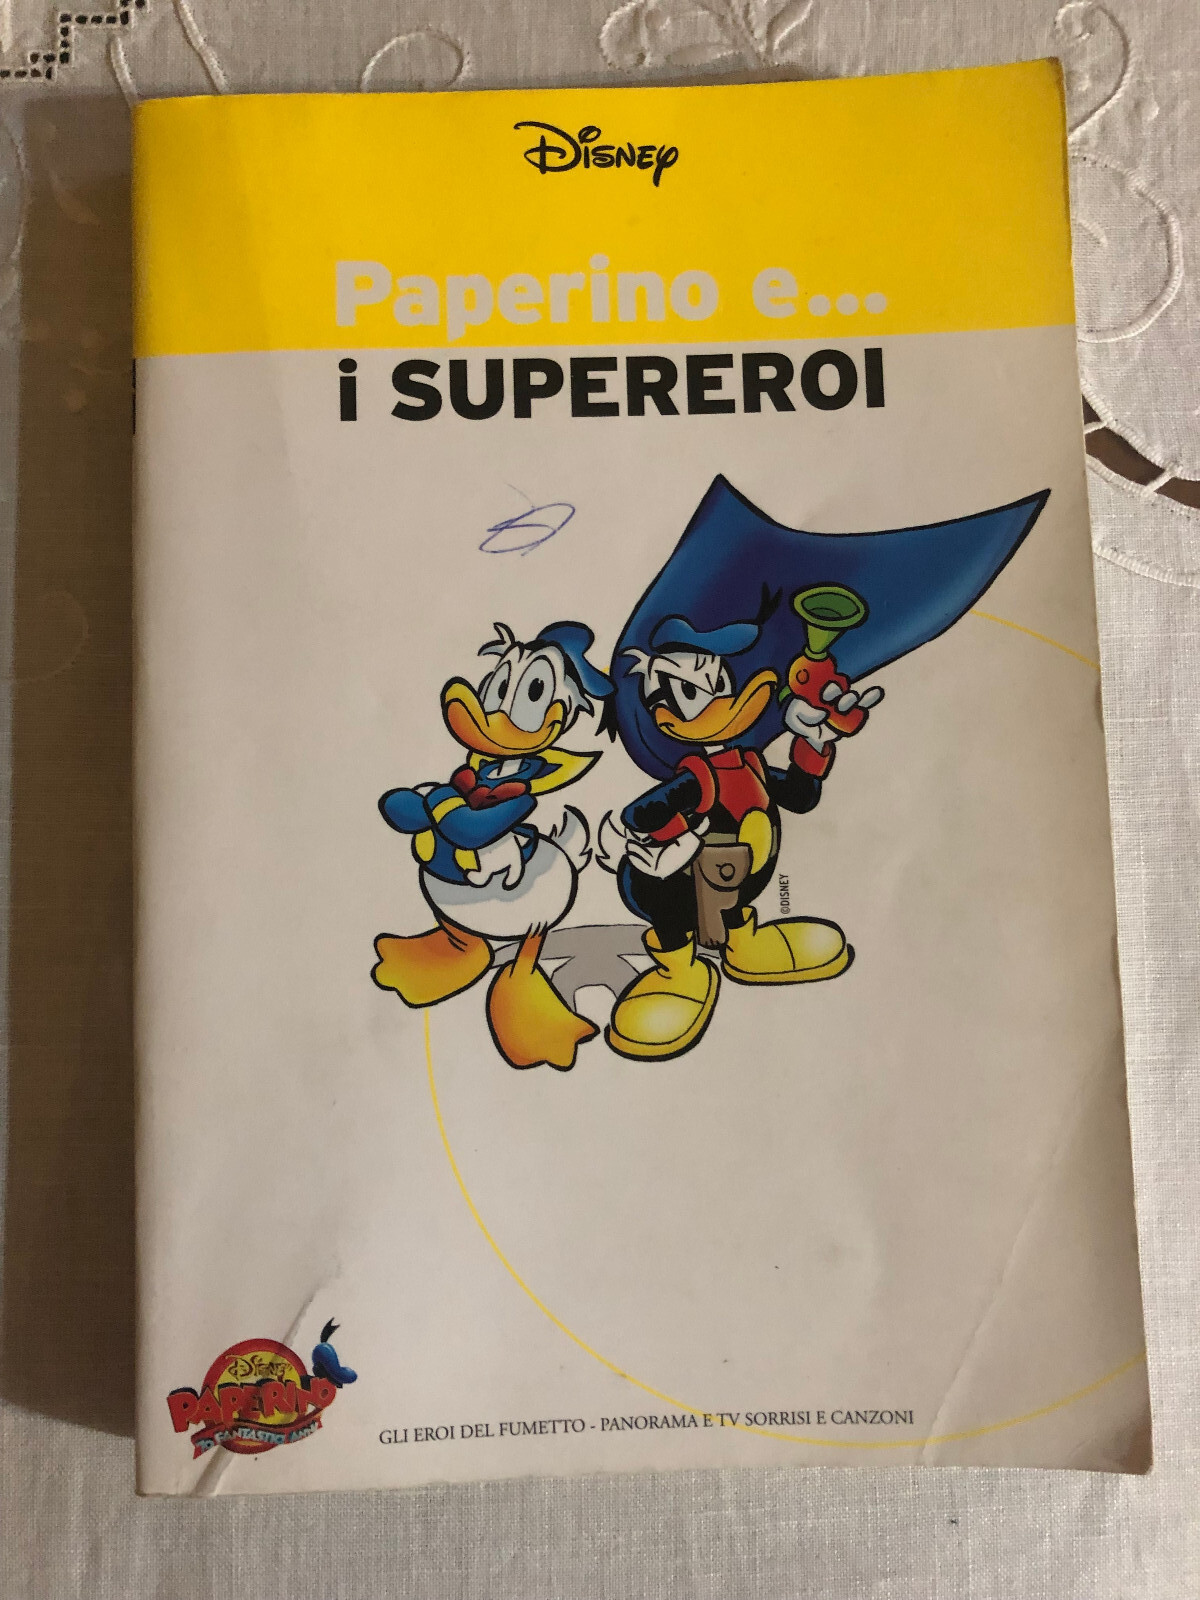 Disney
Paperino e...
i SUPEREROI
©DISNEY
Disney
PAPERINO
70 FANTASTICI ANNI
GLI EROI DEL FUMETTO - PANORAMA E TV SORRISI E CANZONI